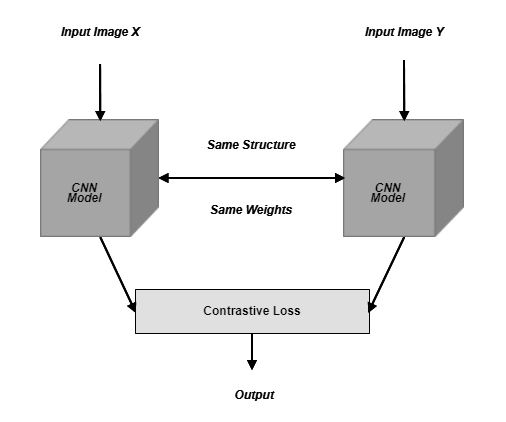 Input Image X
Input Image Y
CNN
Model
Same Structure
Same Weights
CNN
Model
Contrastive Loss
Output